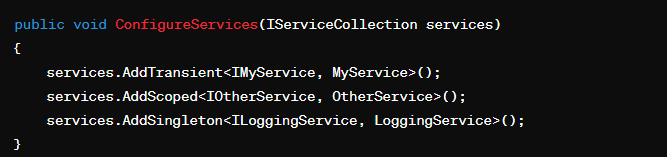 public void ConfigureServices(IServiceCollection services)
{
    services.AddTransient<IMyService, MyService>();
    services.AddScoped<IOtherService, OtherService>();
    services.AddSingleton<ILoggingService, LoggingService>();
}